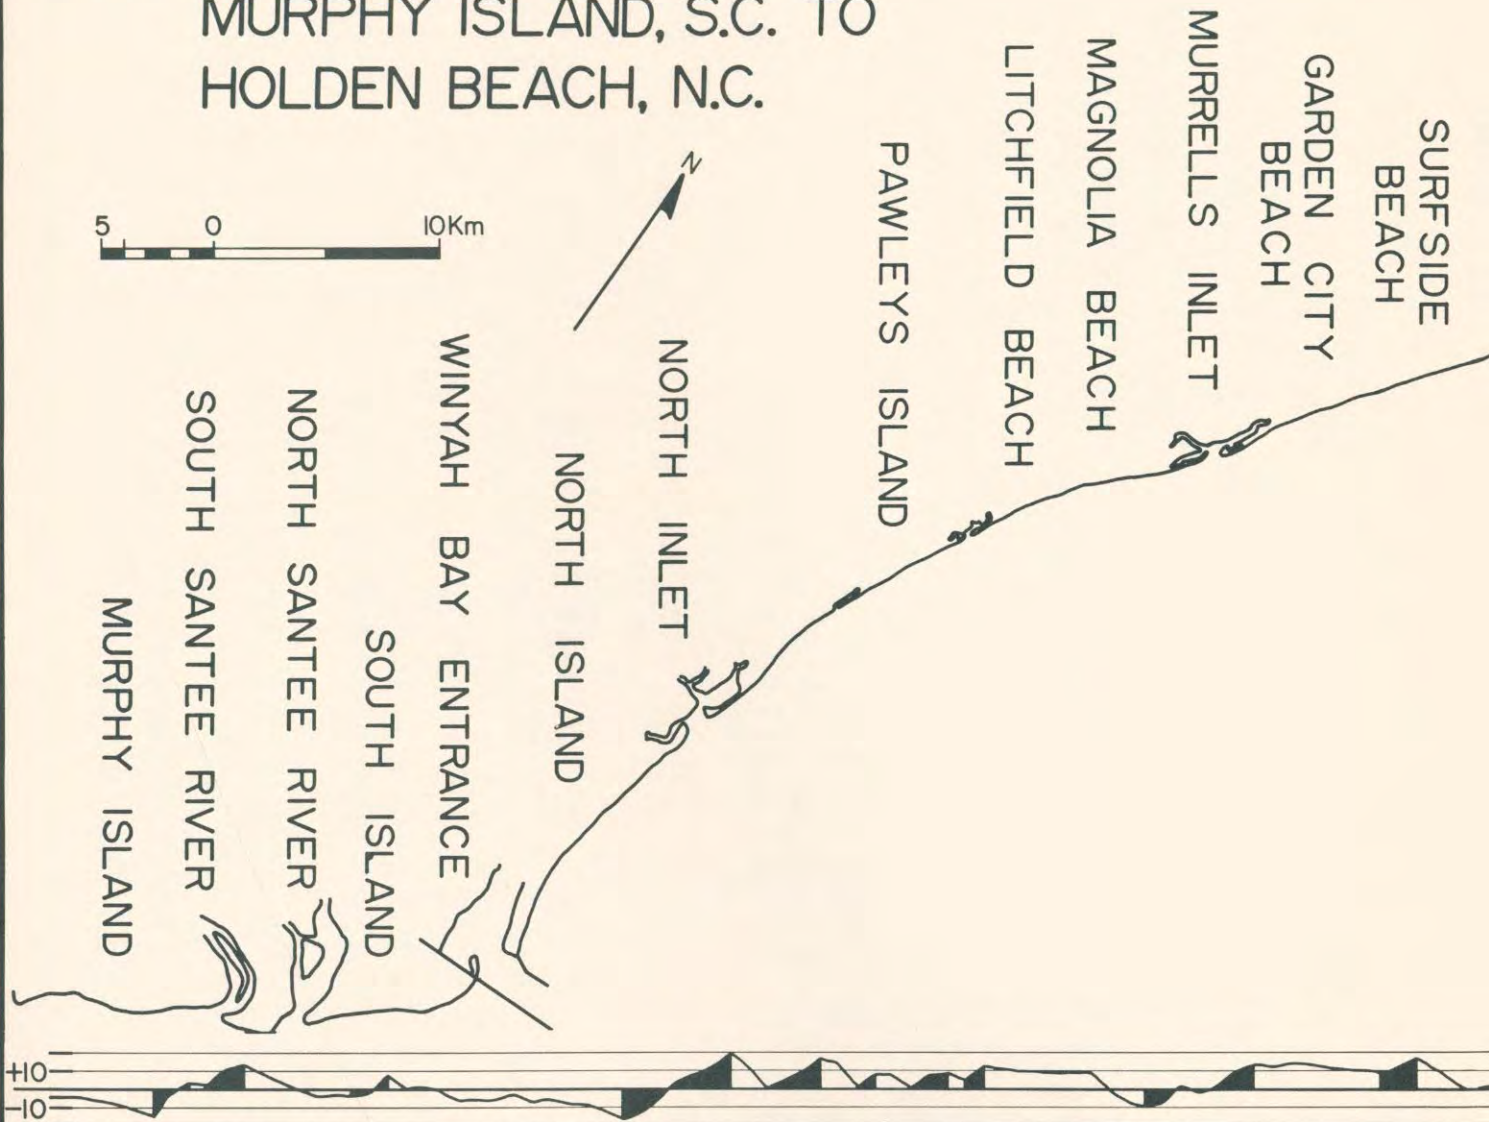 MURPHY ISLAND, S.C. TO
HOLDEN BEACH, N.C.
N
5 0 10Km
MURPHY ISLAND
SOUTH SANTEE RIVER
NORTH SANTEE RIVER
SOUTH ISLAND
WINYAH BAY ENTRANCE
NORTH ISLAND
NORTH INLET
PAWLEYS ISLAND
LITCHFIELD BEACH
MAGNOLIA BEACH
MURRELLS INLET
GARDEN CITY
BEACH
SURFSIDE
BEACH
+10
-10